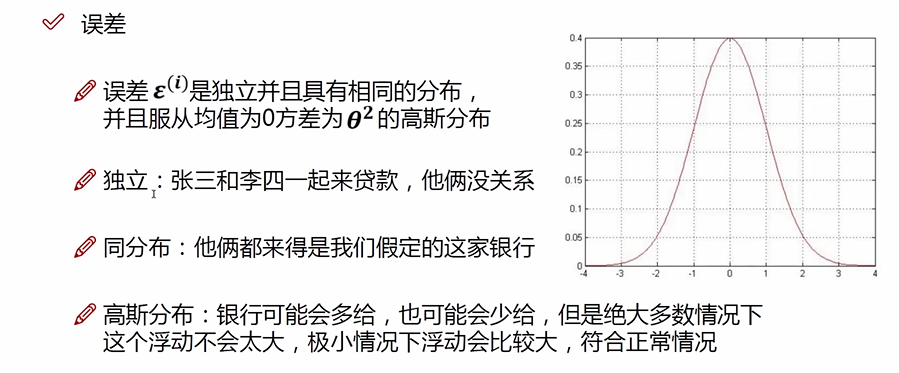 误差
误差 ε⁽ⁱ⁾是独立并且具有相同的分布，
并且服从均值为0方差为θ²的高斯分布
独立：张三和李四一起来贷款，他俩没关系
同分布：他俩都来得是我们假定的这家银行
高斯分布：银行可能会多给，也可能会少给，但是绝大多数情况下
这个浮动不会太大，极小情况下浮动会比较大，符合正常情况
0.4
0.35
0.3
0.25
0.2
0.15
0.1
0.05
0
-4 -3 -2 -1 0 1 2 3 4